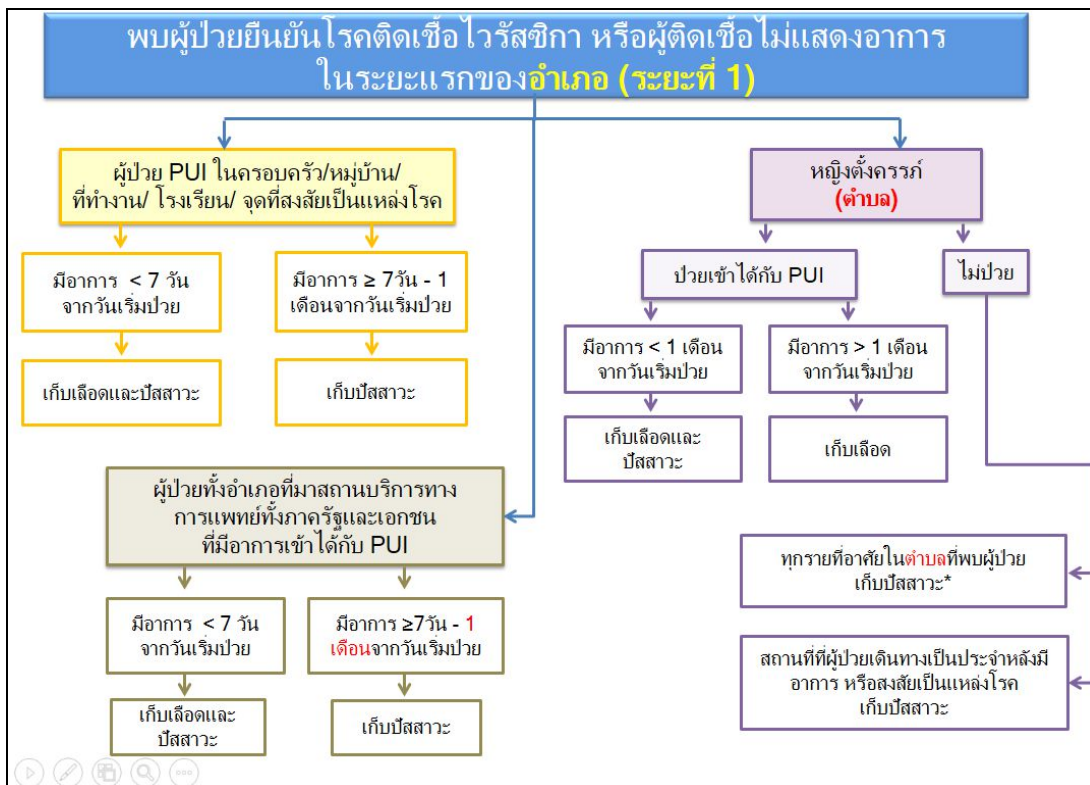 พบผู้ป่วยยืนยันโรคติดเชื้อไวรัสซิกา หรือผู้ติดเชื้อไม่แสดงอาการ
ในระยะแรกของอำเภอ (ระยะที่ 1)
ผู้ป่วย PUI ในครอบครัว/หมู่บ้าน/
ที่ทำงาน/ โรงเรียน/ จุดที่สงสัยเป็นแหล่งโรค
มีอาการ < 7 วัน
จากวันเริ่มป่วย
เก็บเลือดและปัสสาวะ
มีอาการ ≥ 7วัน - 1
เดือนจากวันเริ่มป่วย
เก็บปัสสาวะ
หญิงตั้งครรภ์
(ตำบล)
ป่วยเข้าได้กับ PUI
ไม่ป่วย
มีอาการ < 1 เดือน
จากวันเริ่มป่วย
เก็บเลือดและ
ปัสสาวะ
มีอาการ > 1 เดือน
จากวันเริ่มป่วย
เก็บเลือด
ผู้ป่วยทั้งอำเภอที่มาสถานบริการทาง
การแพทย์ทั้งภาครัฐและเอกชน
ที่มีอาการเข้าได้กับ PUI
มีอาการ < 7 วัน
จากวันเริ่มป่วย
เก็บเลือดและ
ปัสสาวะ
มีอาการ ≥7วัน - 1
เดือนจากวันเริ่มป่วย
เก็บปัสสาวะ
ทุกรายที่อาศัยในตำบลที่พบผู้ป่วย
เก็บปัสสาวะ*
สถานที่ที่ผู้ป่วยเดินทางเป็นประจำหลังมี
อาการ หรือสงสัยเป็นแหล่งโรค
เก็บปัสสาวะ